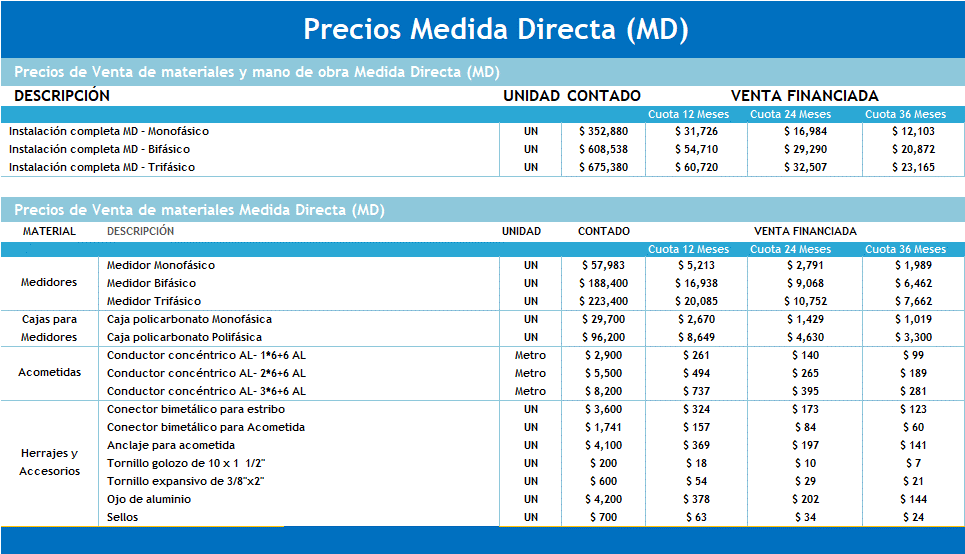 Precios Medida Directa (MD)
Precios de Venta de materiales y mano de obra Medida Directa (MD)
DESCRIPCIÓN UNIDAD CONTADO VENTA FINANCIADA
Cuota 12 Meses Cuota 24 Meses Cuota 36 Meses
Instalación completa MD - Monofásico UN $ 352,880 $ 31,726 $ 16,984 $ 12,103
Instalación completa MD - Bifásico UN $ 608,538 $ 54,710 $ 29,290 $ 20,872
Instalación completa MD - Trifásico UN $ 675,380 $ 60,720 $ 32,507 $ 23,165
Precios de Venta de materiales Medida Directa (MD)
MATERIAL DESCRIPCIÓN UNIDAD CONTADO VENTA FINANCIADA
Cuota 12 Meses Cuota 24 Meses Cuota 36 Meses
Medidor Monofásico UN $ 57,983 $ 5,213 $ 2,791 $ 1,989
Medidores Medidor Bifásico UN $ 188,400 $ 16,938 $ 9,068 $ 6,462
Medidor Trifásico UN $ 223,400 $ 20,085 $ 10,752 $ 7,662
Cajas para Caja policarbonato Monofásica UN $ 29,700 $ 2,670 $ 1,429 $ 1,019
Medidores Caja policarbonato Polifásica UN $ 96,200 $ 8,649 $ 4,630 $ 3,300
Conductor concéntrico AL- 1*6+6 AL Metro $ 2,900 $ 261 $ 140 $ 99
Acometidas Conductor concéntrico AL- 2*6+6 AL Metro $ 5,500 $ 494 $ 265 $ 189
Conductor concéntrico AL- 3*6+6 AL Metro $ 8,200 $ 737 $ 395 $ 281
Conector bimetálico para estribo UN $ 3,600 $ 324 $ 173 $ 123
Conector bimetálico para Acometida UN $ 1,741 $ 157 $ 84 $ 60
Anclaje para acometida UN $ 4,100 $ 369 $ 197 $ 141
Herrajes y
Tornillo golozo de 10 x 1 1/2" UN $ 200 $ 18 $ 10 $ 7
Accesorios
Tornillo expansivo de 3/8"x2" UN $ 600 $ 54 $ 29 $ 21
Ojo de aluminio UN $ 4,200 $ 378 $ 202 $ 144
Sellos UN $ 700 $ 63 $ 34 $ 24